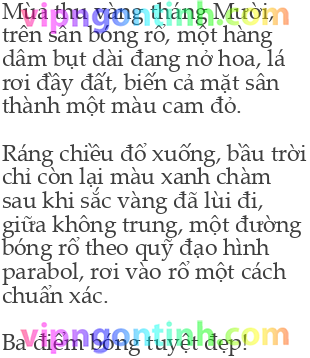 Mùa thu vàng tháng Mười,
trên sân bóng rổ, một hàng
dâm bụt dài đang nở hoa, lá
rơi đầy đất, biến cả mặt sân
thành một màu cam đỏ.
Ráng chiều đổ xuống, bầu trời
chỉ còn lại màu xanh chàm
sau khi sắc vàng đã lùi đi,
giữa không trung, một đường
bóng rổ theo quỹ đạo hình
parabol, rơi vào rổ một cách
chuẩn xác.
Ba điểm bóng tuyệt đẹp!
vipngontinh.com
vipngontinh.com